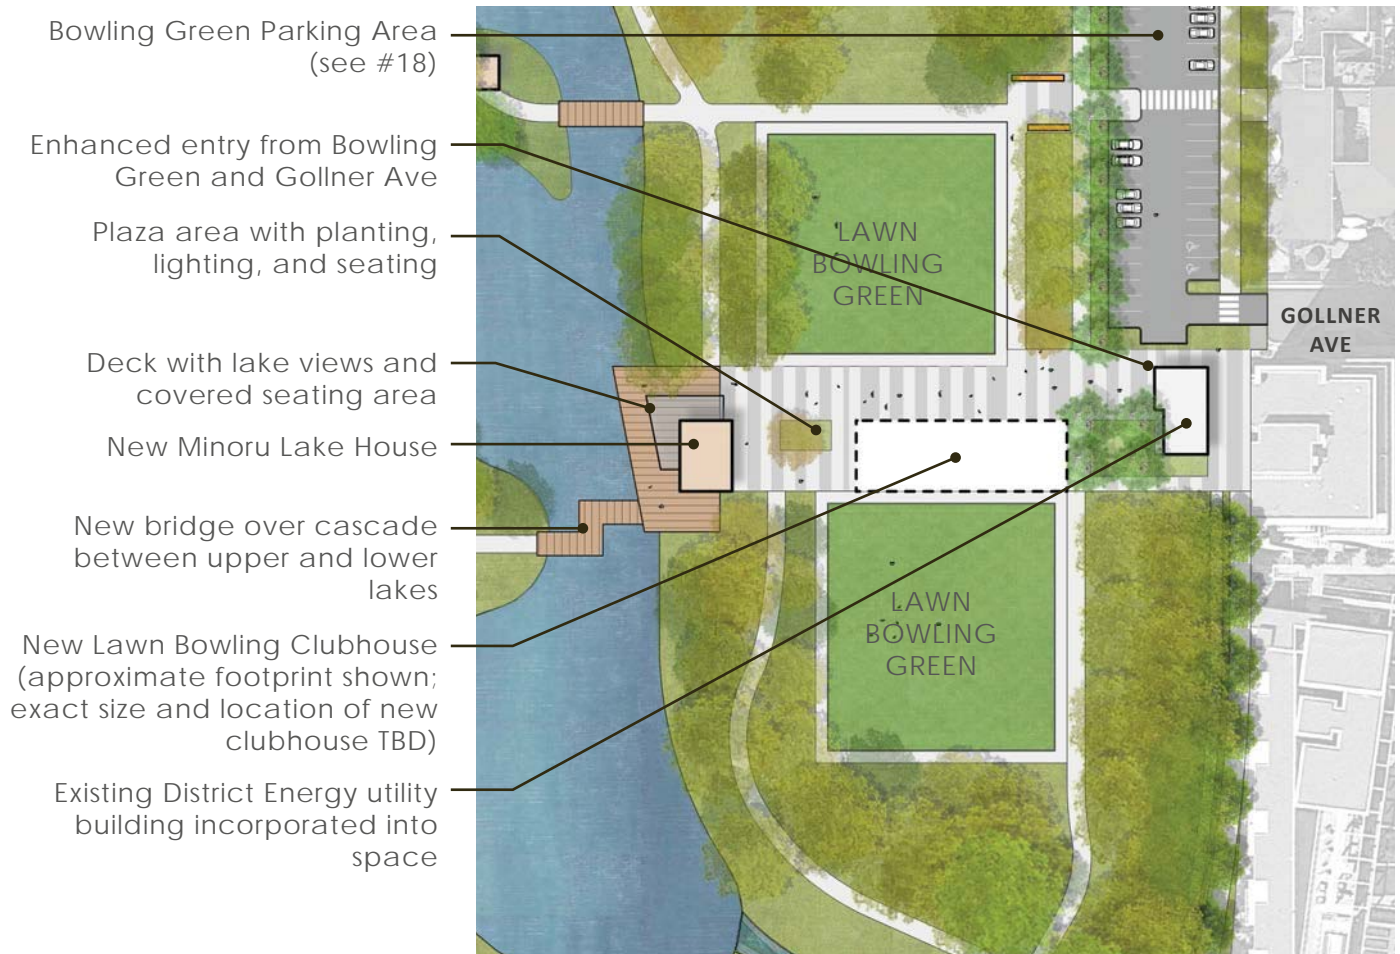 Bowling Green Parking Area
(see #18)
Enhanced entry from Bowling
Green and Gollner Ave
Plaza area with planting,
lighting, and seating
Deck with lake views and
covered seating area
New Minoru Lake House
New bridge over cascade
between upper and lower
lakes
New Lawn Bowling Clubhouse
(approximate footprint shown;
exact size and location of new
clubhouse TBD)
Existing District Energy utility
building incorporated into
space
LAWN
BOWLING
GREEN
GOLLNER
AVE
LAWN
BOWLING
GREEN